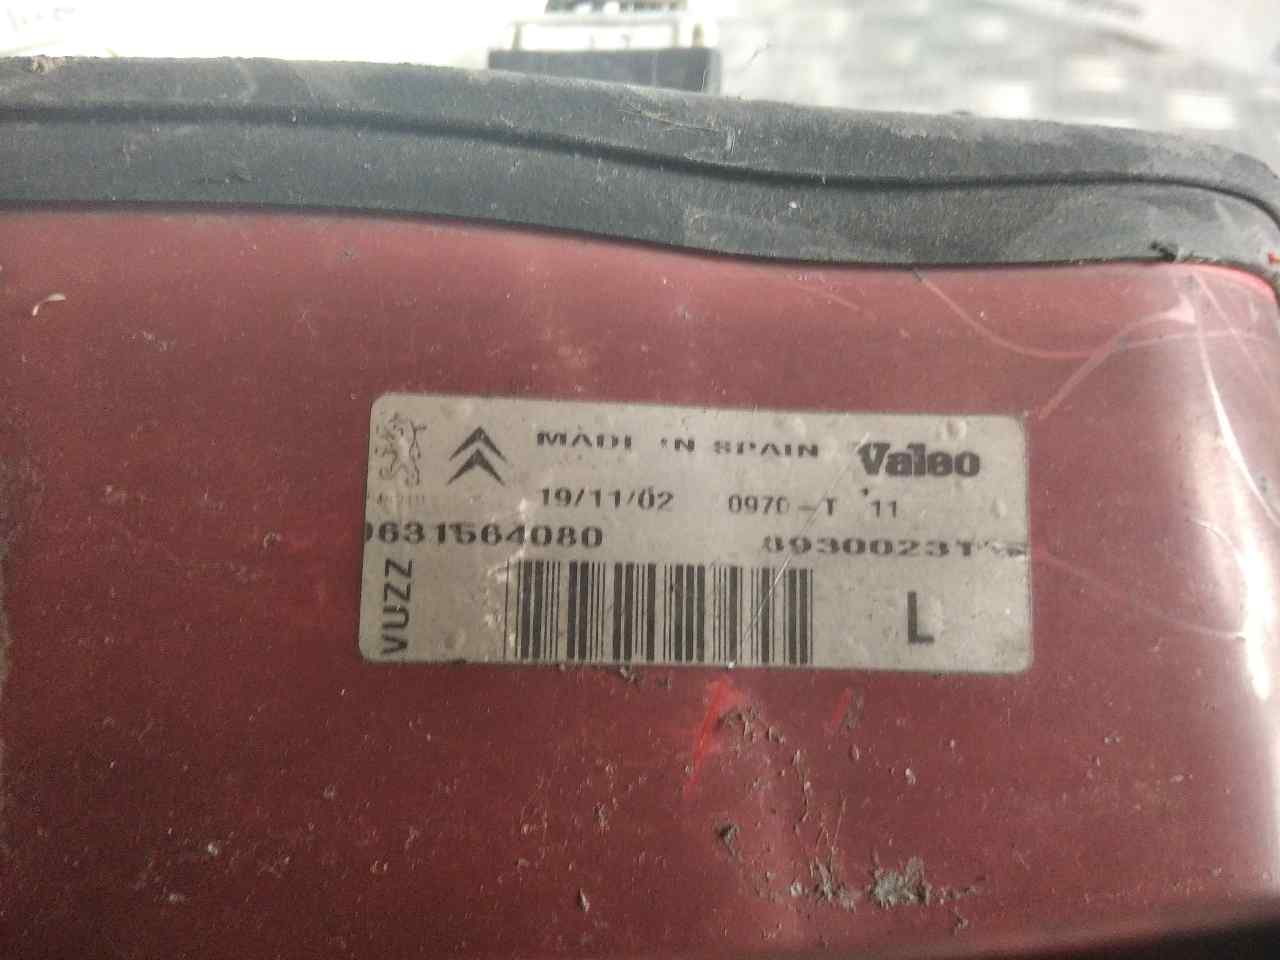 MADE IN SPAIN Valeo
19/11/02 0970-T '11
9631564080 89300231
VUZZ
L